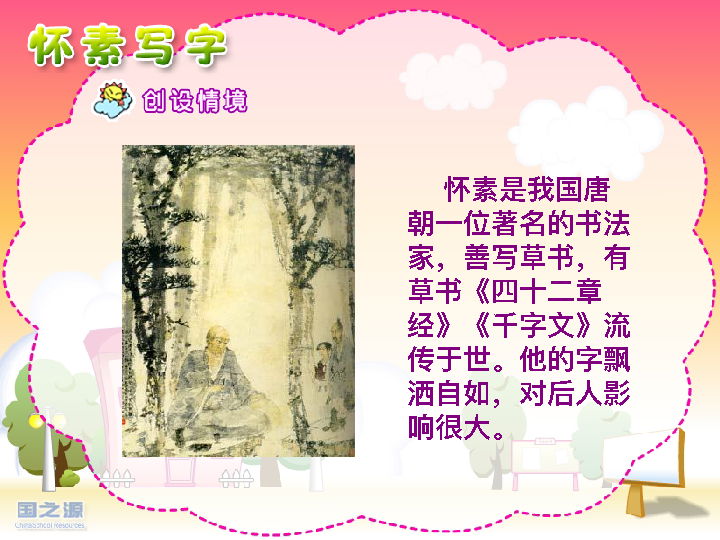 怀素写字
创设情境
怀素是我国唐
朝一位著名的书法
家，善写草书，有
草书《四十二章
经》《千字文》流
传于世。他的字飘
洒自如，对后人影
响很大。
国之源
China School Resources